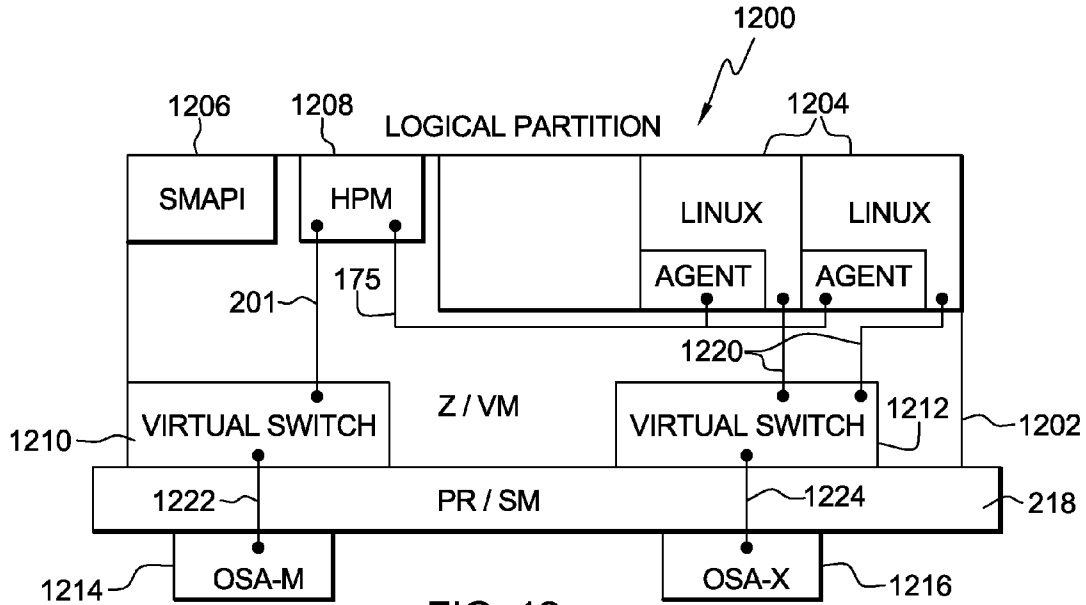 1200
1206
1208
1204
LOGICAL PARTITION
SMAPI
HPM
LINUX
LINUX
AGENT
AGENT
175
201
1220
Z / VM
1212
VIRTUAL SWITCH
VIRTUAL SWITCH
1210
1202
1222
PR / SM
1224
218
1214
OSA-M
OSA-X
1216